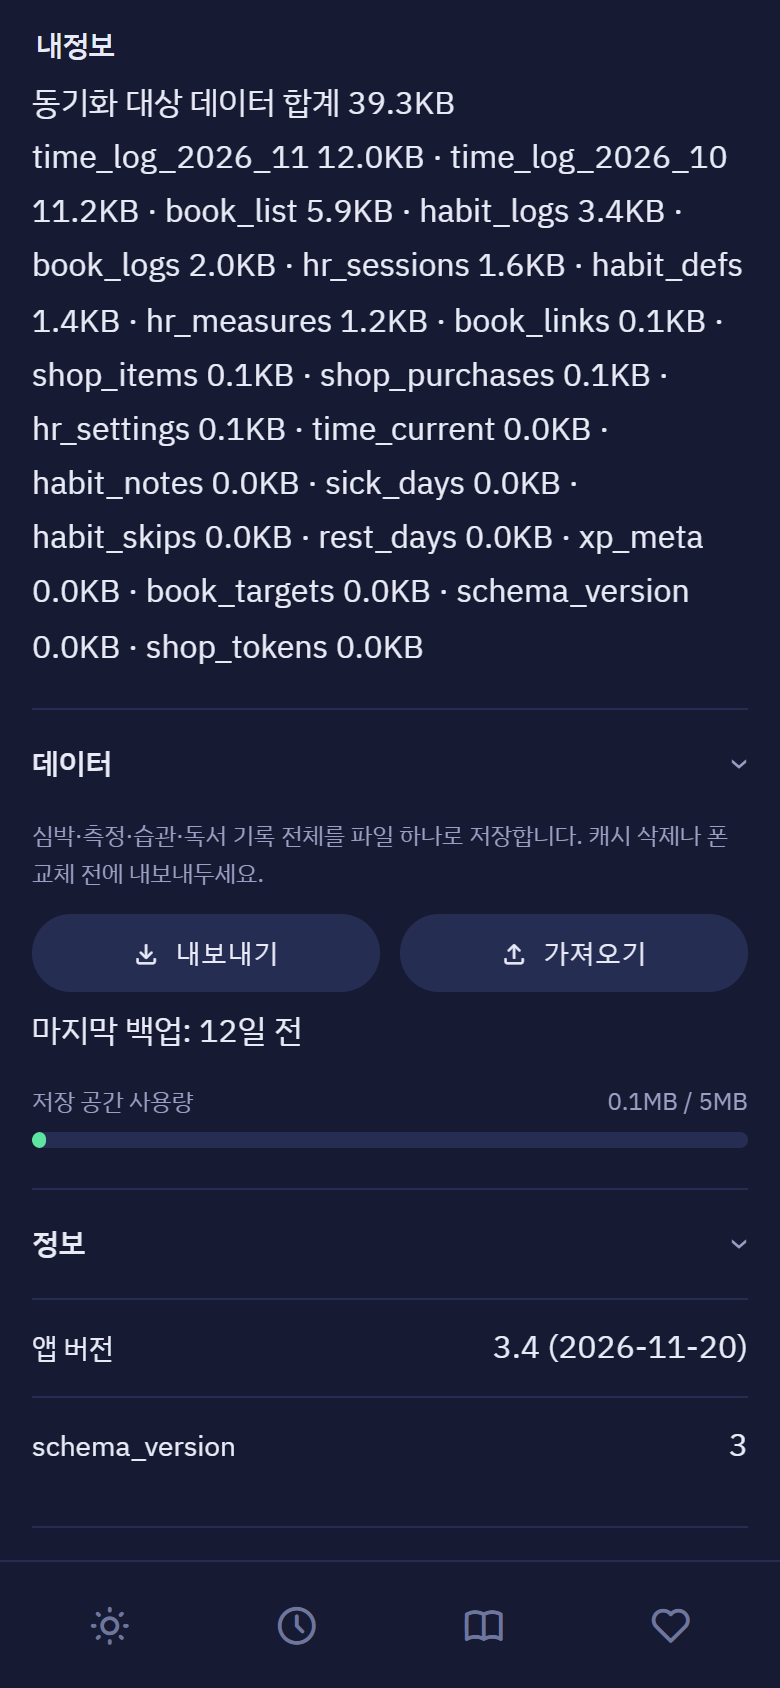 내정보
동기화 대상 데이터 합계 39.3KB
time_log_2026_11 12.0KB · time_log_2026_10
11.2KB · book_list 5.9KB · habit_logs 3.4KB ·
book_logs 2.0KB · hr_sessions 1.6KB · habit_defs
1.4KB · hr_measures 1.2KB · book_links 0.1KB ·
shop_items 0.1KB · shop_purchases 0.1KB ·
hr_settings 0.1KB · time_current 0.0KB ·
habit_notes 0.0KB · sick_days 0.0KB ·
habit_skips 0.0KB · rest_days 0.0KB · xp_meta
0.0KB · book_targets 0.0KB · schema_version
0.0KB · shop_tokens 0.0KB
데이터
심박·측정·습관·독서 기록 전체를 파일 하나로 저장합니다. 캐시 삭제나 폰
교체 전에 내보내두세요.
내보내기
가져오기
마지막 백업: 12일 전
저장 공간 사용량 0.1MB / 5MB
정보
앱 버전 3.4 (2026-11-20)
schema_version 3